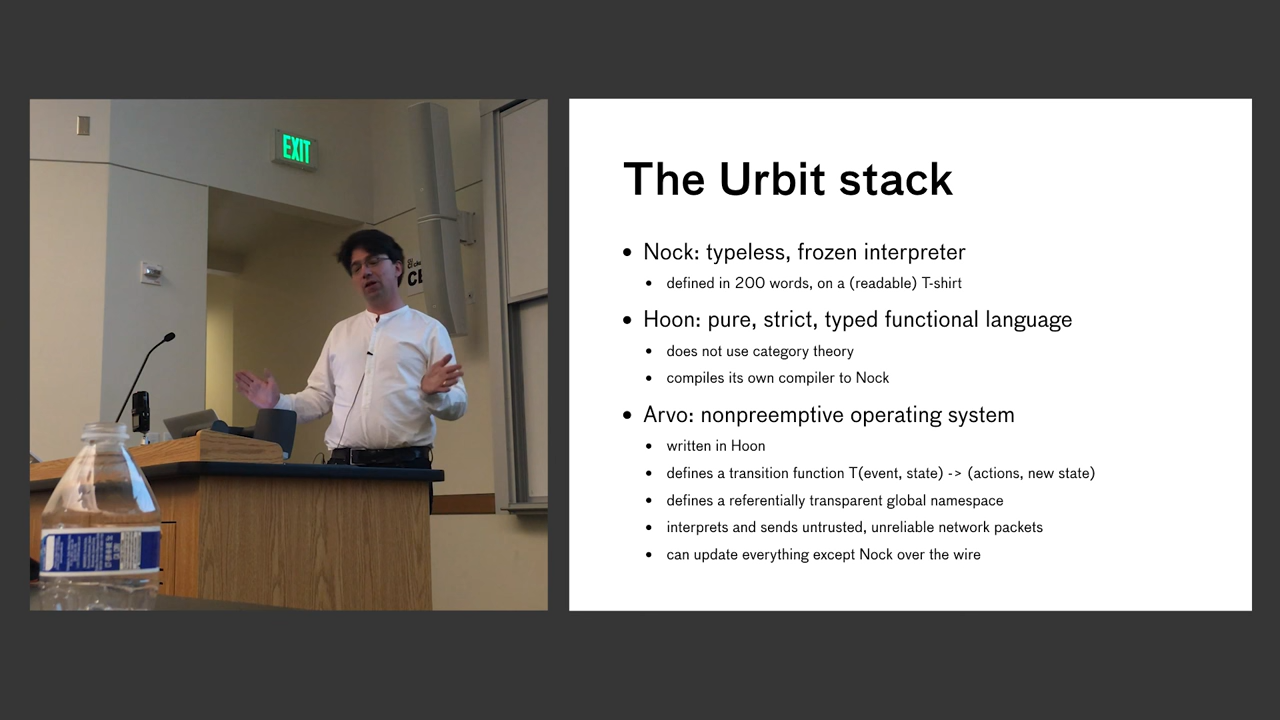 EXIT
The Urbit stack
• Nock: typeless, frozen interpreter
• defined in 200 words, on a (readable) T-shirt
• Hoon: pure, strict, typed functional language
• does not use category theory
• compiles its own compiler to Nock
• Arvo: nonpreemptive operating system
• written in Hoon
• defines a transition function T(event, state) -> (actions, new state)
• defines a referentially transparent global namespace
• interprets and sends untrusted, unreliable network packets
• can update everything except Nock over the wire